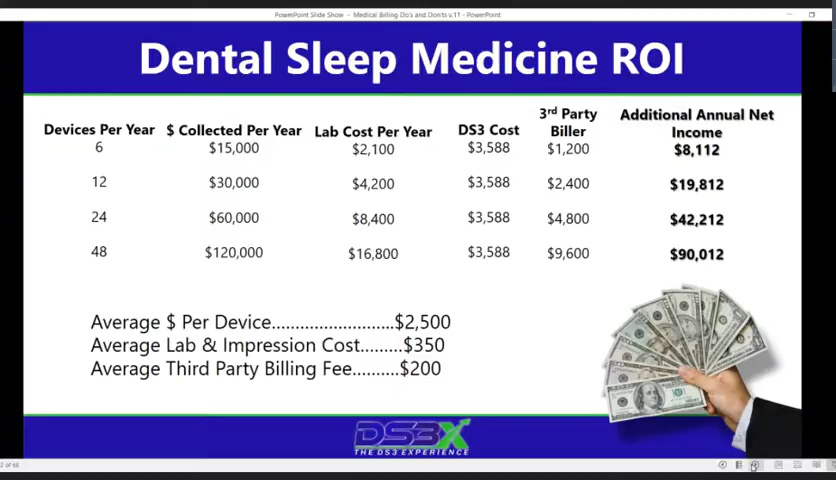 PowerPoint Slide Show - Medical Billing Do's and Don'ts v.11 - PowerPoint
Dental Sleep Medicine ROI
Devices Per Year $ Collected Per Year Lab Cost Per Year DS3 Cost 3rd Party Biller Additional Annual Net Income
6 $15,000 $2,100 $3,588 $1,200 $8,112
12 $30,000 $4,200 $3,588 $2,400 $19,812
24 $60,000 $8,400 $3,588 $4,800 $42,212
48 $120,000 $16,800 $3,588 $9,600 $90,012
Average $ Per Device.........................$2,500
Average Lab & Impression Cost........$350
Average Third Party Billing Fee.........$200
DS3X
THE DS3 EXPERIENCE